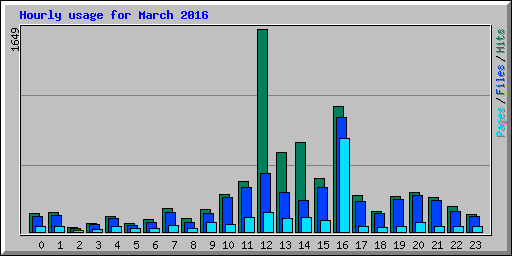 Hourly usage for March 2016
1649
Pages / Files / Hits
0 1 2 3 4 5 6 7 8 9 10 11 12 13 14 15 16 17 18 19 20 21 22 23